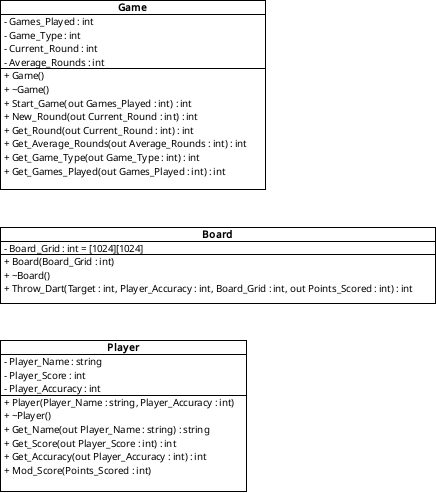 Game
- Games_Played : int
- Game_Type : int
- Current_Round : int
- Average_Rounds : int
+ Game()
+ ~Game()
+ Start_Game(out Games_Played : int) : int
+ New_Round(out Current_Round : int) : int
+ Get_Round(out Current_Round : int) : int
+ Get_Average_Rounds(out Average_Rounds : int) : int
+ Get_Game_Type(out Game_Type : int) : int
+ Get_Games_Played(out Games_Played : int) : int
Board
- Board_Grid : int = [1024][1024]
+ Board(Board_Grid : int)
+ ~Board()
+ Throw_Dart(Target : int, Player_Accuracy : int, Board_Grid : int, out Points_Scored : int) : int
Player
- Player_Name : string
- Player_Score : int
- Player_Accuracy : int
+ Player(Player_Name : string, Player_Accuracy : int)
+ ~Player()
+ Get_Name(out Player_Name : string) : string
+ Get_Score(out Player_Score : int) : int
+ Get_Accuracy(out Player_Accuracy : int) : int
+ Mod_Score(Points_Scored : int)